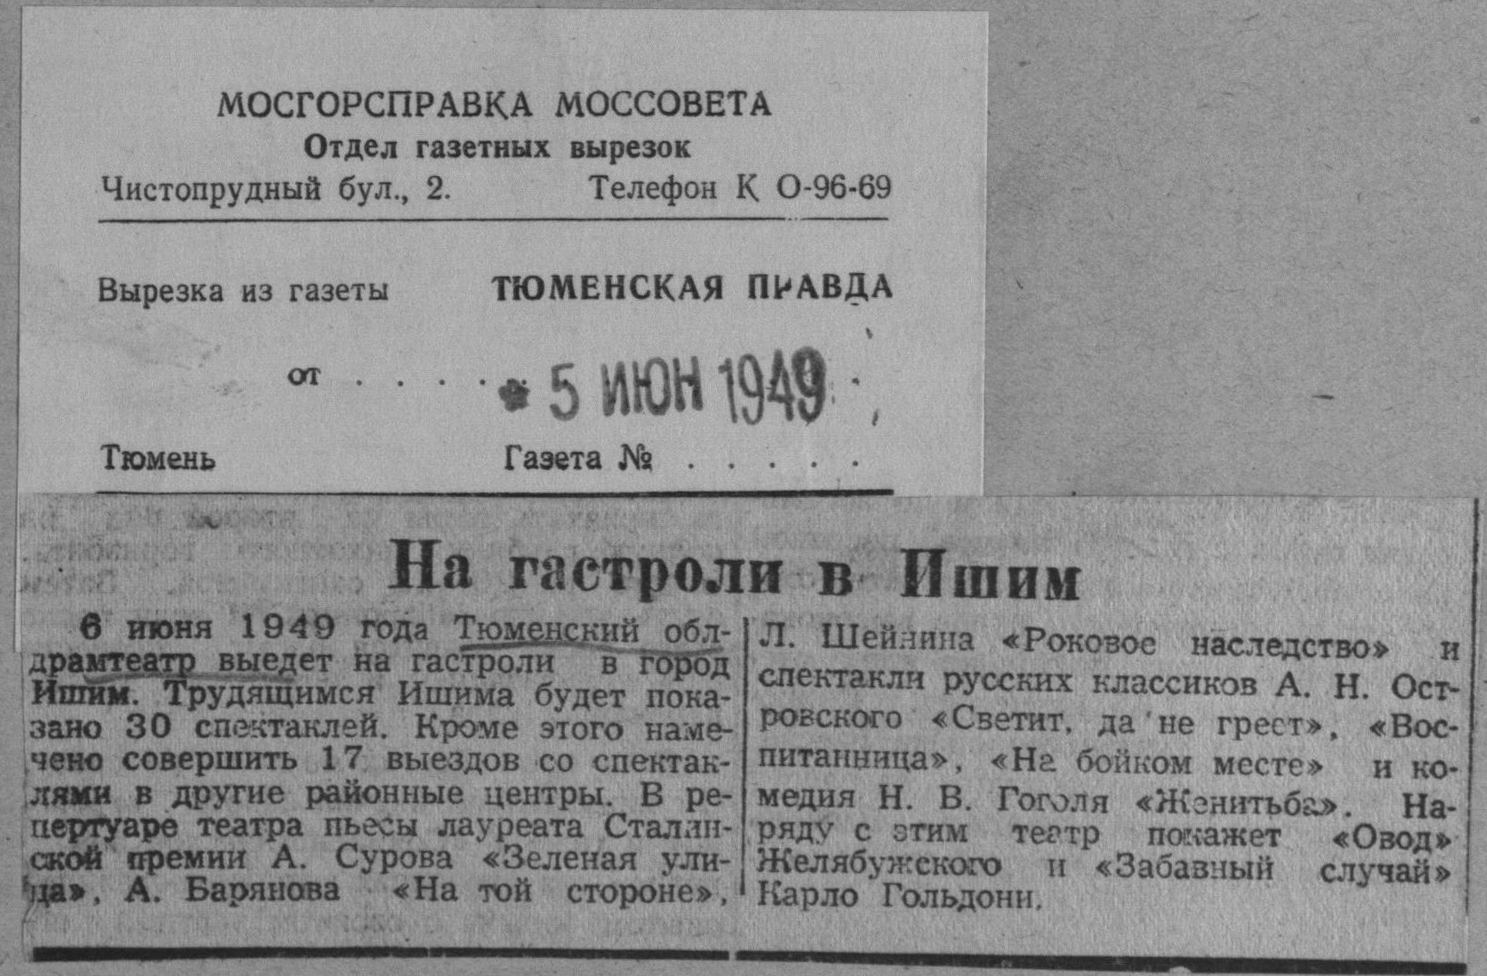 МОСГОРСПРАВКА МОССОВЕТА
Отдел газетных вырезок
Чистопрудный бул., 2. Телефон К 0-96-69
Вырезка из газеты ТЮМЕНСКАЯ ПРАВДА
от . . . . . 5 ИЮН 1949
Тюмень Газета № . . . . .
На гастроли в Ишим
6 июня 1949 года Тюменский обл-
драмтеатр выедет на гастроли в город
Ишим. Трудящимся Ишима будет пока-
зано 30 спектаклей. Кроме этого наме-
чено совершить 17 выездов со спектак-
лями в другие районные центры. В ре-
пертуаре театра пьесы лауреата Сталин-
ской премии А. Сурова «Зеленая ули-
ца», А. Барянова «На той стороне»,
Л. Шейнина «Роковое наследство» и
спектакли русских классиков А. Н. Ост-
ровского «Светит, да не греет», «Вос-
питанница», «На бойком месте» и ко-
медия Н. В. Гоголя «Женитьба». На-
ряду с этим театр покажет «Овод»
Желябужского и «Забавный случай»
Карло Гольдони.